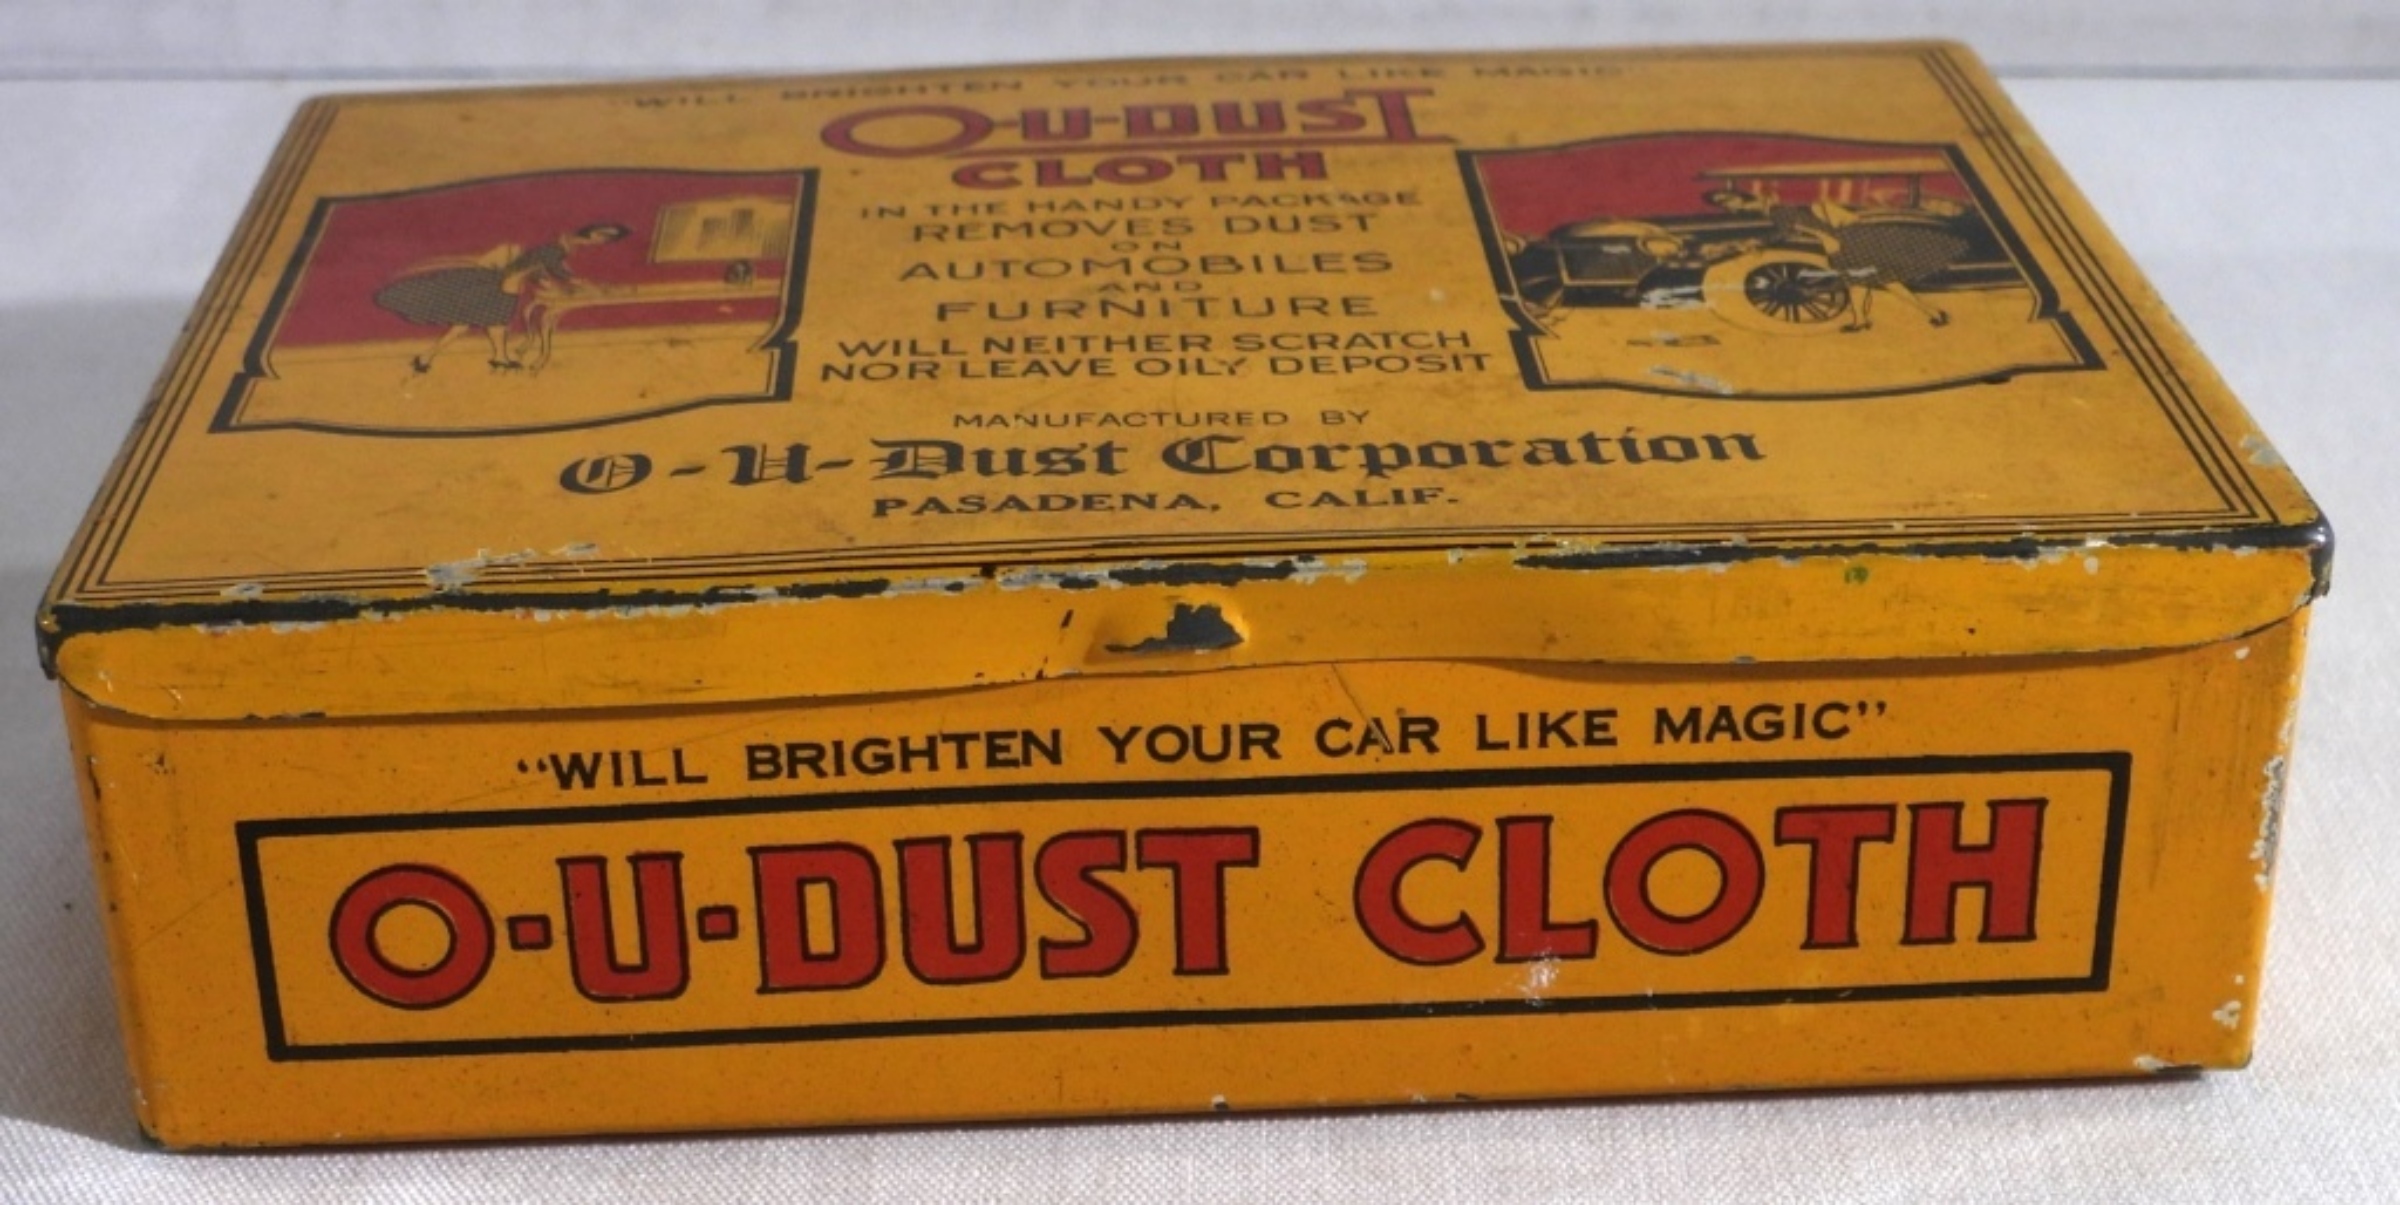 "WILL BRIGHTEN YOUR CAR LIKE MAGIC"
O-U-DUST
CLOTH
IN THE HANDY PACKAGE
REMOVES DUST
ON
AUTOMOBILES
AND
FURNITURE
WILL NEITHER SCRATCH
NOR LEAVE OILY DEPOSIT
MANUFACTURED BY
O-U-Dust Corporation
PASADENA, CALIF.
"WILL BRIGHTEN YOUR CAR LIKE MAGIC"
O-U-DUST CLOTH